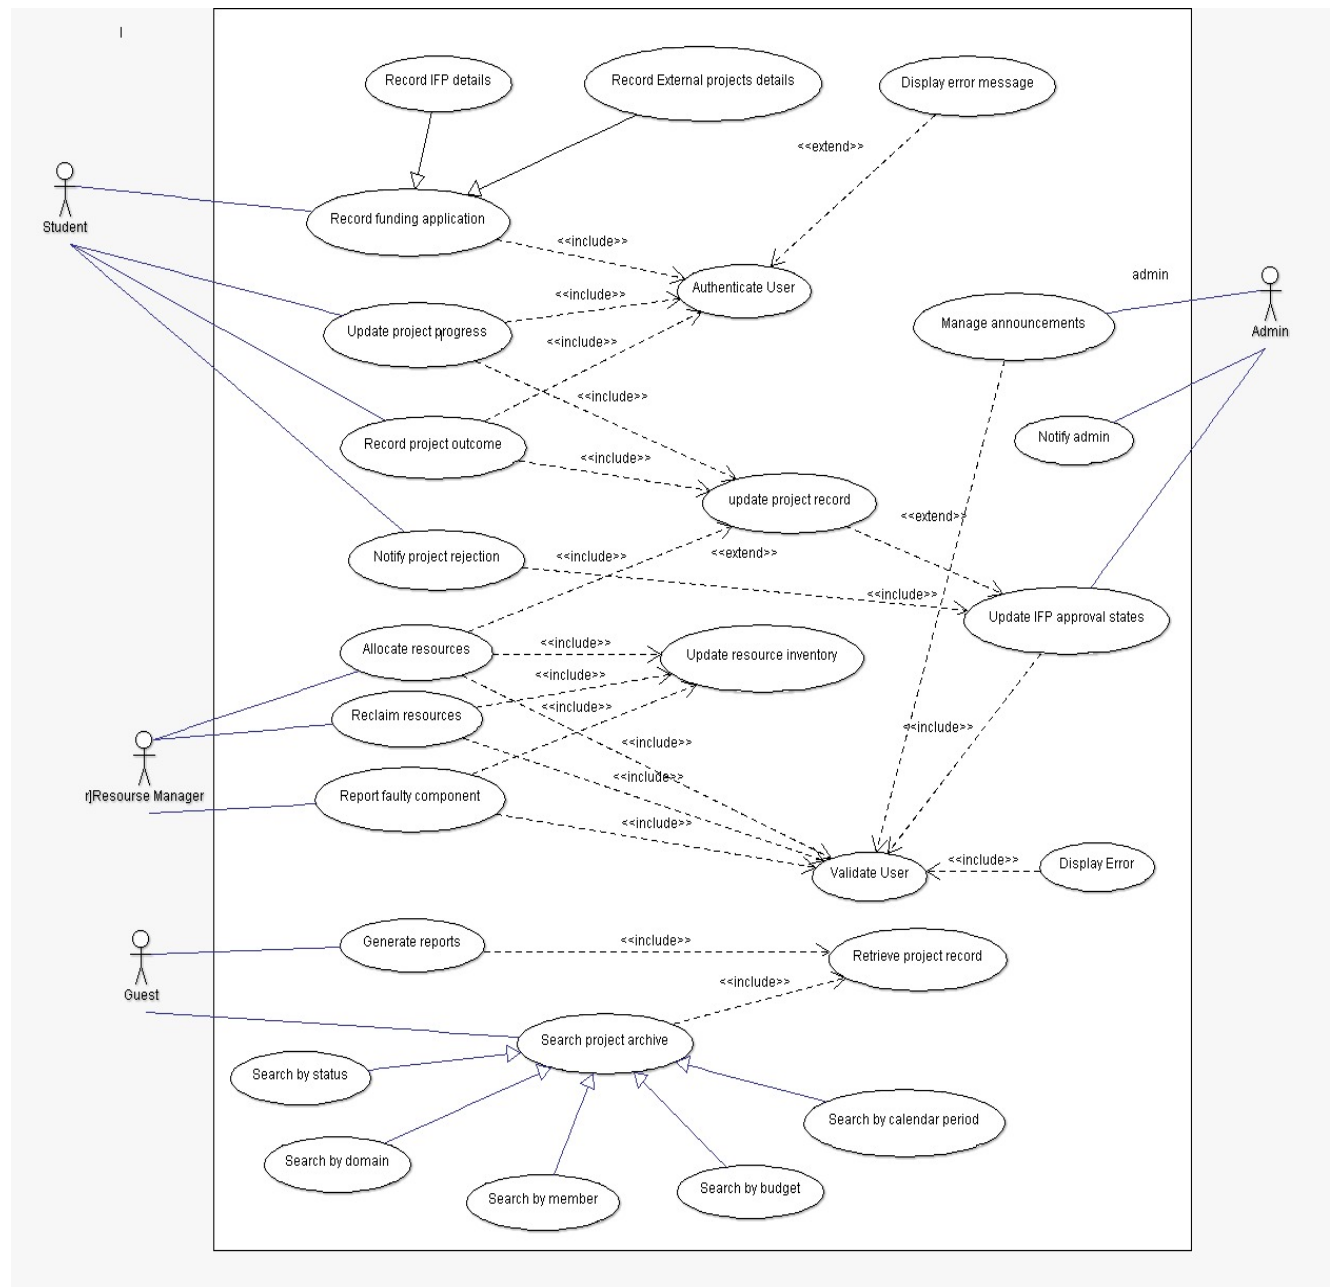 |
Record IFP details
Record External projects details
Display error message
<<extend>>
Student
Record funding application
<<include>>
Authenticate User
admin
<<include>>
Manage announcements
Admin
Update project progress
<<include>>
<<include>>
Record project outcome
Notify admin
<<include>>
update project record
<<extend>>
Notify project rejection
<<include>>
<<extend>>
<<include>>
Update IFP approval states
Allocate resources
<<include>>
Update resource inventory
<<include>>
Reclaim resources
<<include>>
<<include>>
<<include>>
<<include>>
r]Resourse Manager
Report faulty component
<<include>>
Validate User
<<include>>
Display Error
Generate reports
<<include>>
Retrieve project record
<<include>>
Guest
Search project archive
Search by status
Search by calendar period
Search by domain
Search by member
Search by budget